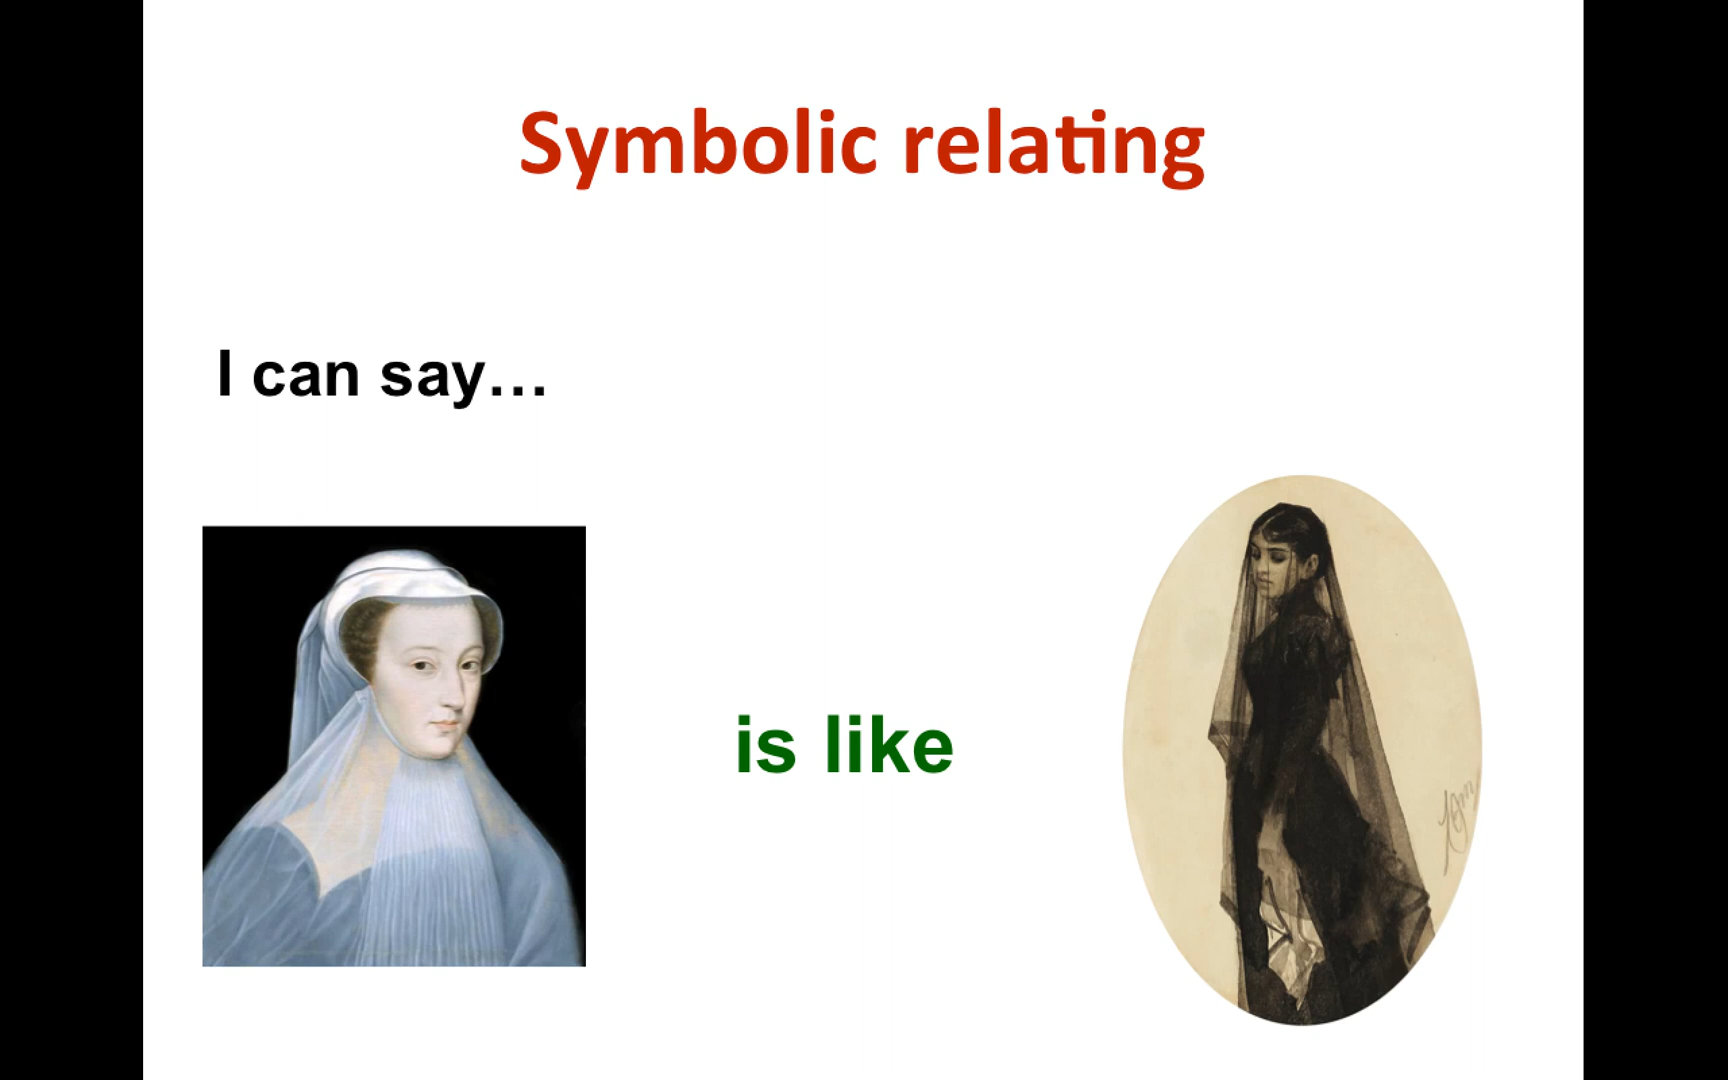 Symbolic relating
I can say…
is like